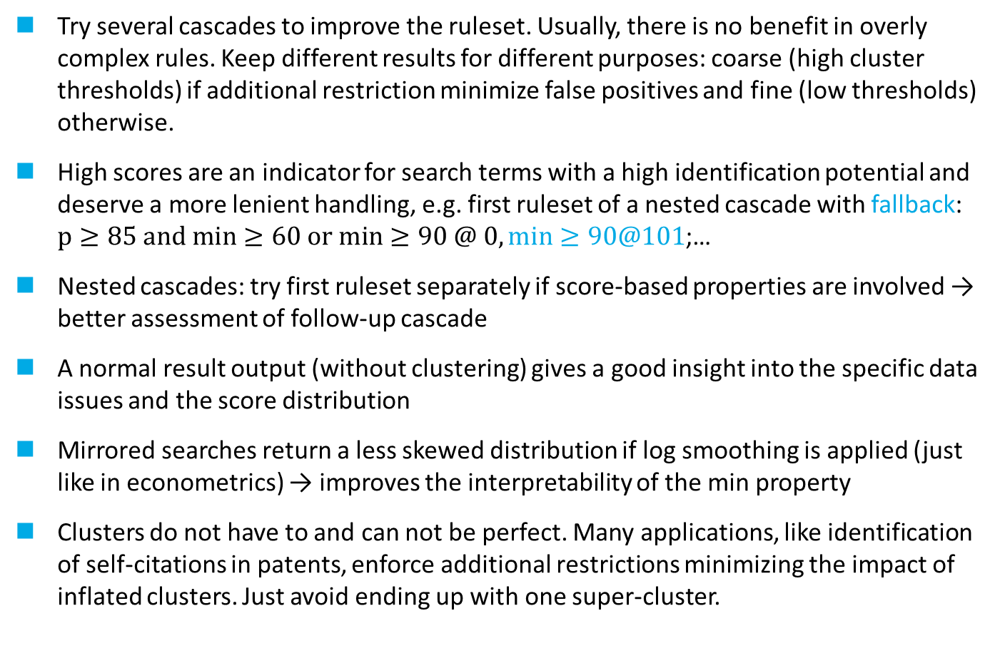 Try several cascades to improve the ruleset. Usually, there is no benefit in overly
complex rules. Keep different results for different purposes: coarse (high cluster
thresholds) if additional restriction minimize false positives and fine (low thresholds)
otherwise.
High scores are an indicator for search terms with a high identification potential and
deserve a more lenient handling, e.g. first ruleset of a nested cascade with fallback:
p ≥ 85 and min ≥ 60 or min ≥ 90 @ 0, min ≥ 90@101;...
Nested cascades: try first ruleset separately if score-based properties are involved →
better assessment of follow-up cascade
A normal result output (without clustering) gives a good insight into the specific data
issues and the score distribution
Mirrored searches return a less skewed distribution if log smoothing is applied (just
like in econometrics) → improves the interpretability of the min property
Clusters do not have to and can not be perfect. Many applications, like identification
of self-citations in patents, enforce additional restrictions minimizing the impact of
inflated clusters. Just avoid ending up with one super-cluster.